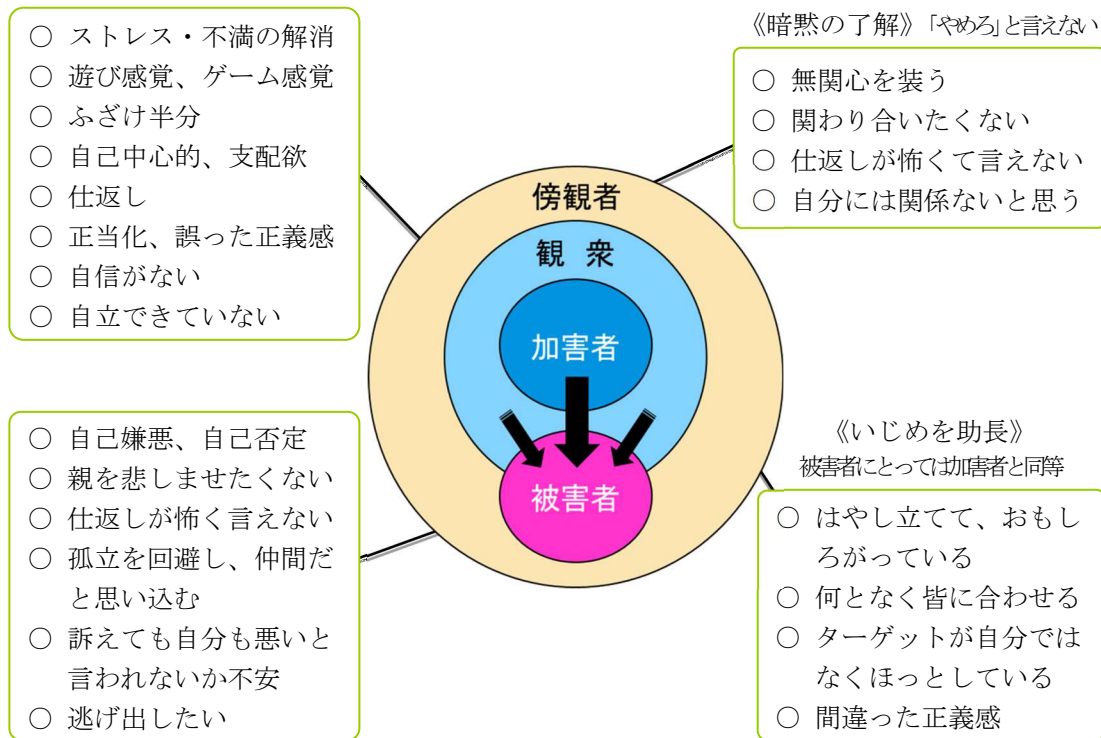 ○ ストレス・不満の解消
○ 遊び感覚、ゲーム感覚
○ ふざけ半分
○ 自己中心的、支配欲
○ 仕返し
○ 正当化、誤った正義感
○ 自信がない
○ 自立できていない
《暗黙の了解》「やめろ」と言えない
○ 無関心を装う
○ 関わり合いたくない
○ 仕返しが怖くて言えない
○ 自分には関係ないと思う
傍観者
観 衆
加害者
被害者
○ 自己嫌悪、自己否定
○ 親を悲しませたくない
○ 仕返しが怖く言えない
○ 孤立を回避し、仲間だ
と思い込む
○ 訴えても自分も悪いと
言われないか不安
○ 逃げ出したい
《いじめを助長》
被害者にとっては加害者と同等
○ はやし立てて、おもし
ろがっている
○ 何となく皆に合わせる
○ ターゲットが自分では
なくほっとしている
○ 間違った正義感